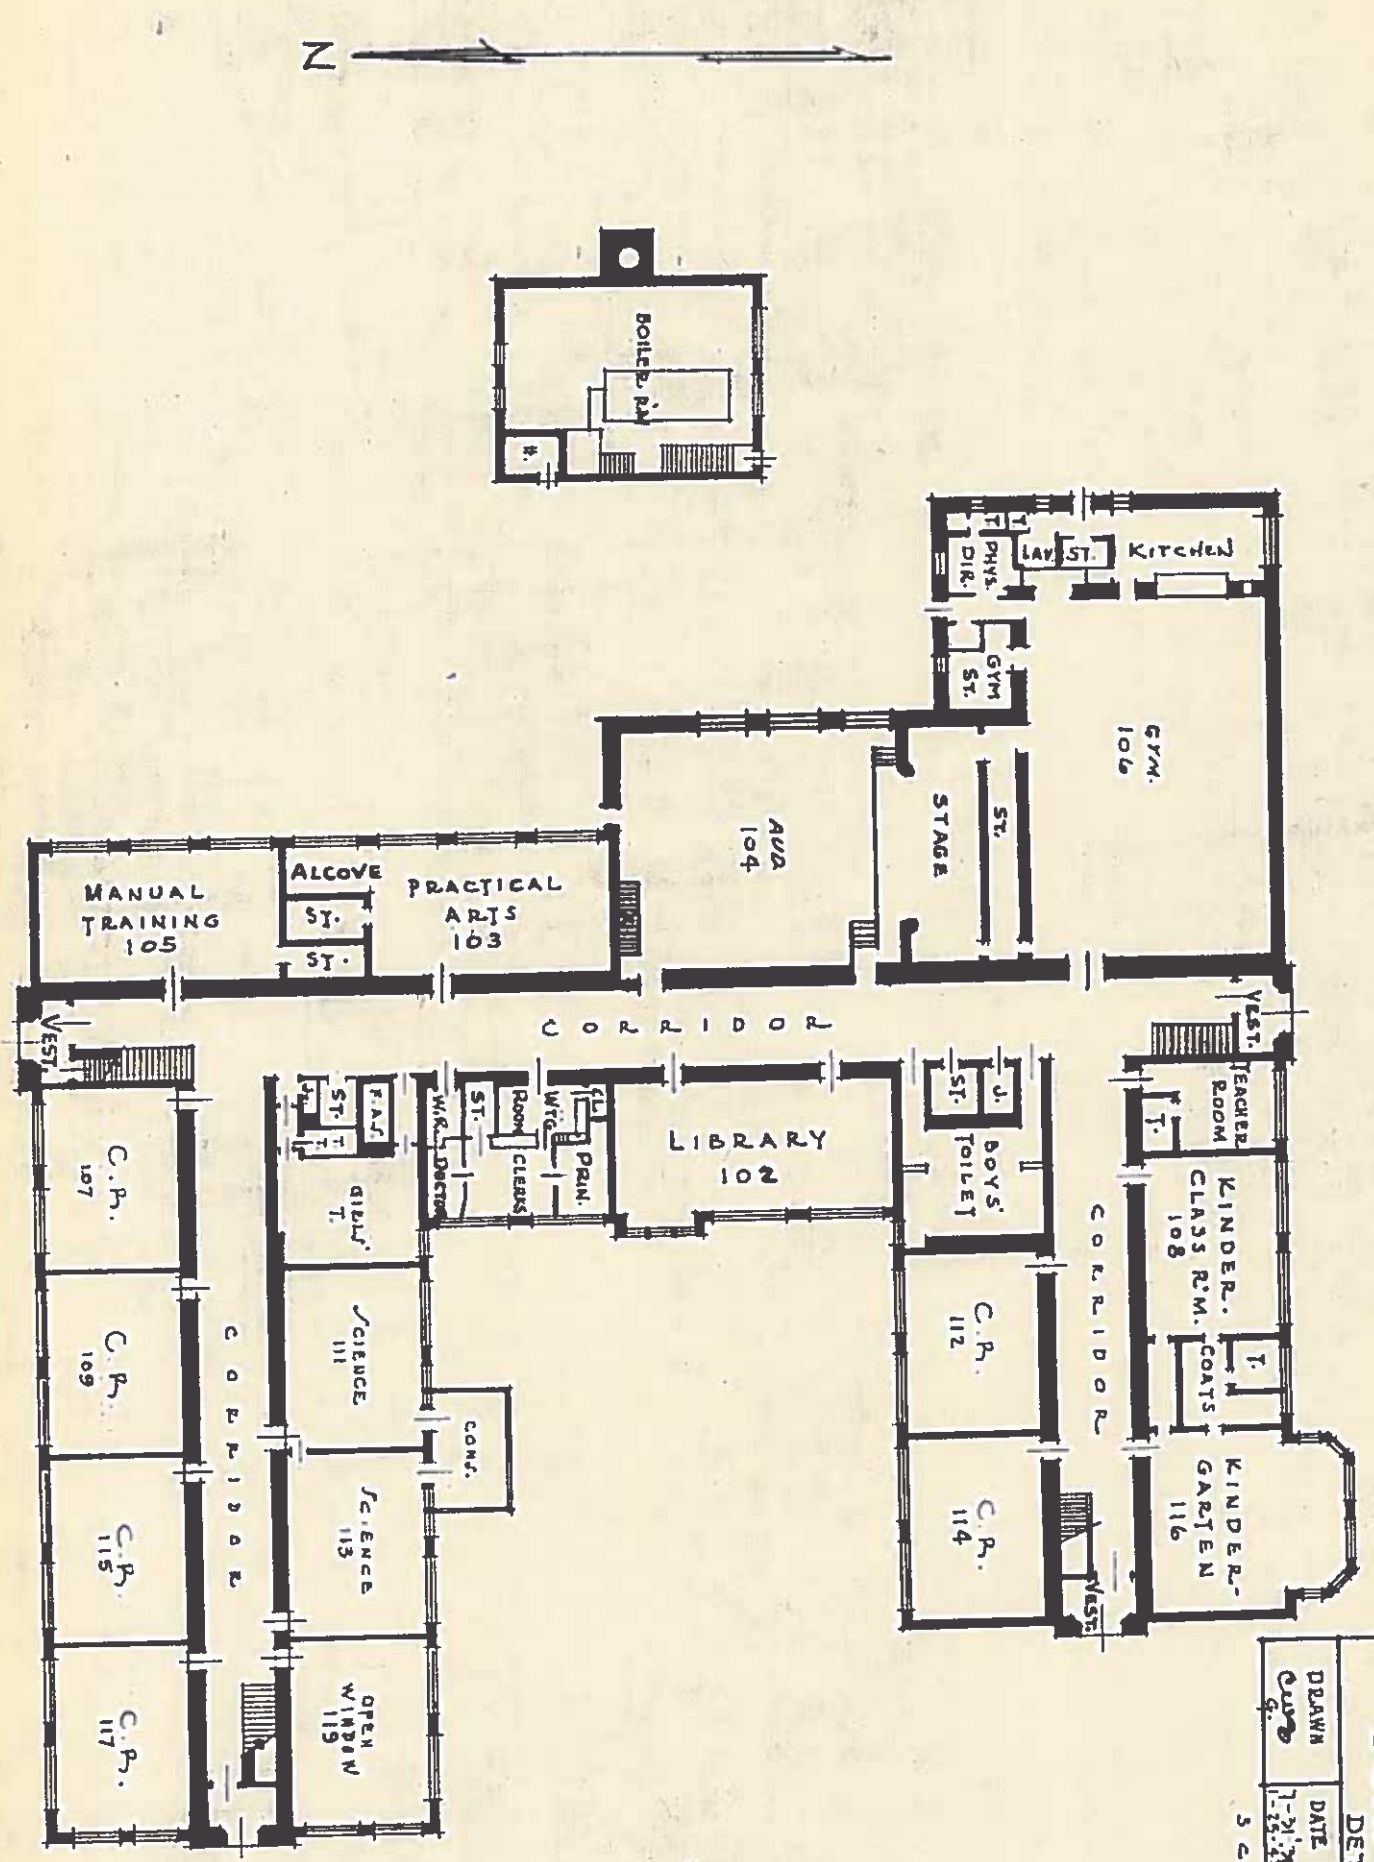 N
BOILER R'M
H.
T.
T.
PHYS.
DIR.
LAV.
ST.
KITCHEN
GYM
ST.
GYM.
106
STAGE
ST.
AUD
104
MANUAL
TRAINING
105
ALCOVE
ST.
ST.
PRACTICAL
ARTS
103
VEST.
CORRIDOR
VEST.
C.R.
107
ST.
F.A.S.
T.
T.
GIRLS'
T.
W.R.
DOCTOR
ST.
WTG.
ROOM
CLERKS
CL.
PRIN.
LIBRARY
102
ST.
J.
BOYS'
TOILET
TEACHER
ROOM
T.
KINDER.
CLASS R'M.
108
C.R.
109
CORRIDOR
SCIENCE
111
CONS.
C.R.
112
CORRIDOR
COATS
T.
C.R.
115
SCIENCE
113
C.R.
114
VEST.
KINDER-
GARTEN
116
C.R.
117
OPEN
WINDOW
119
DRAWN
G.
DATE